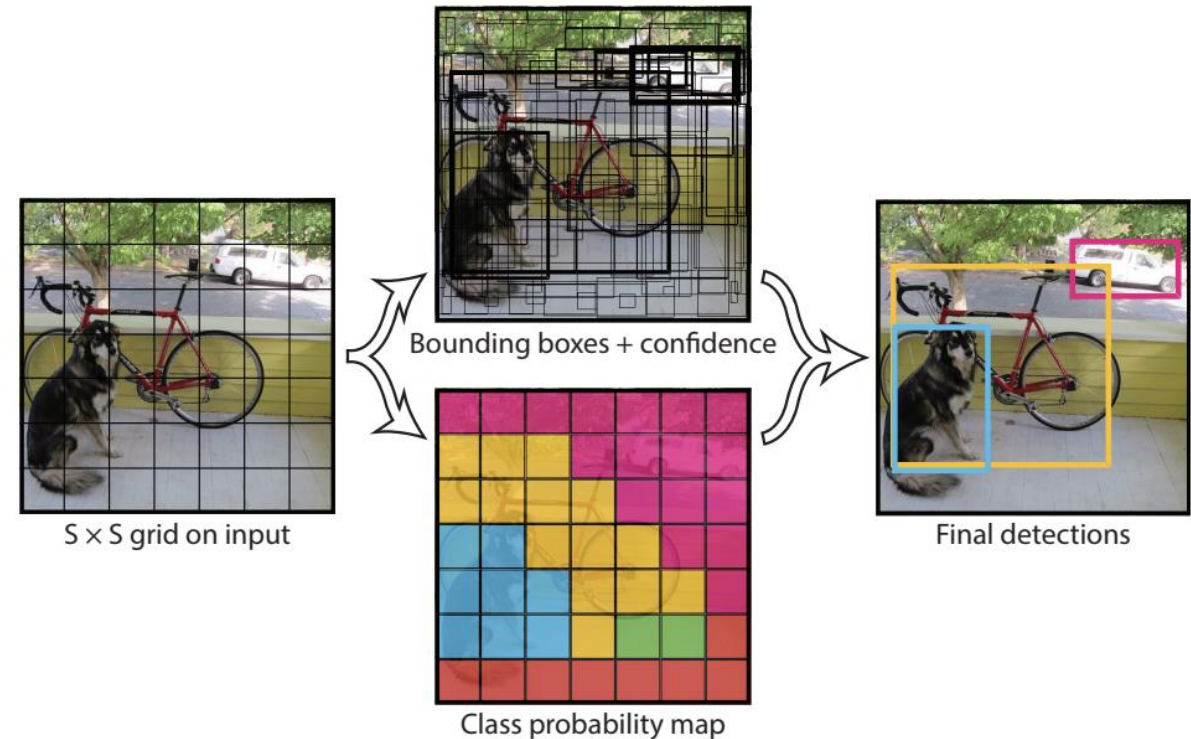 Bounding boxes + confidence
S × S grid on input
Final detections
Class probability map